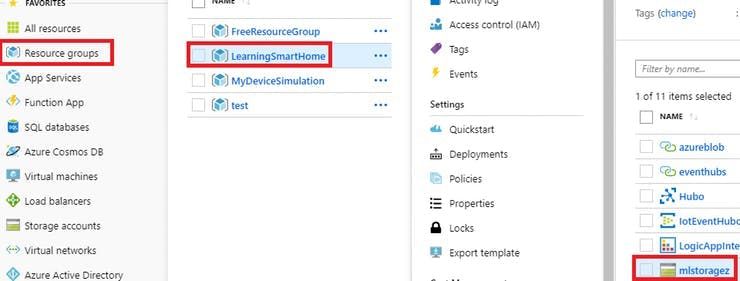 FAVORITES
All resources
Resource groups
App Services
Function App
SQL databases
Azure Cosmos DB
Virtual machines
Load balancers
Storage accounts
Virtual networks
Azure Active Directory
NAME
FreeResourceGroup
LearningSmartHome
MyDeviceSimulation
test
Activity log
Access control (IAM)
Tags
Events
Settings
Quickstart
Deployments
Policies
Properties
Locks
Export template
Tags (change) :
Filter by name...
1 of 11 items selected
NAME
azureblob
eventhubs
Hubo
IotEventHubo
LogicAppInte
mlstoragez